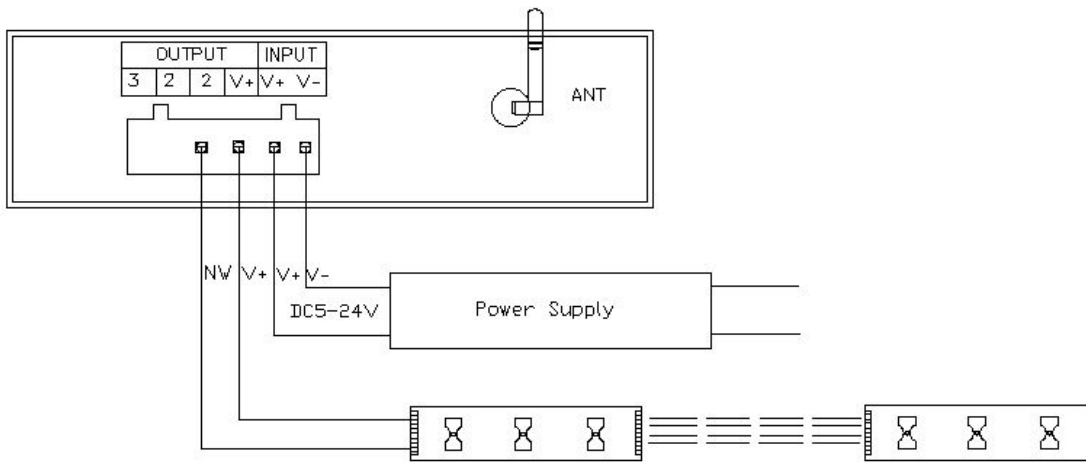 OUTPUT INPUT
3 2 2 V+ V+ V-
ANT
NW V+ V+ V-
DC5-24V
Power Supply